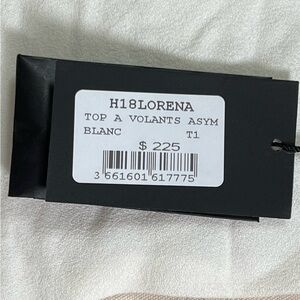 H18LORENA
TOP A VOLANTS ASYM
BLANC T1
$ 225
3 661601 617775